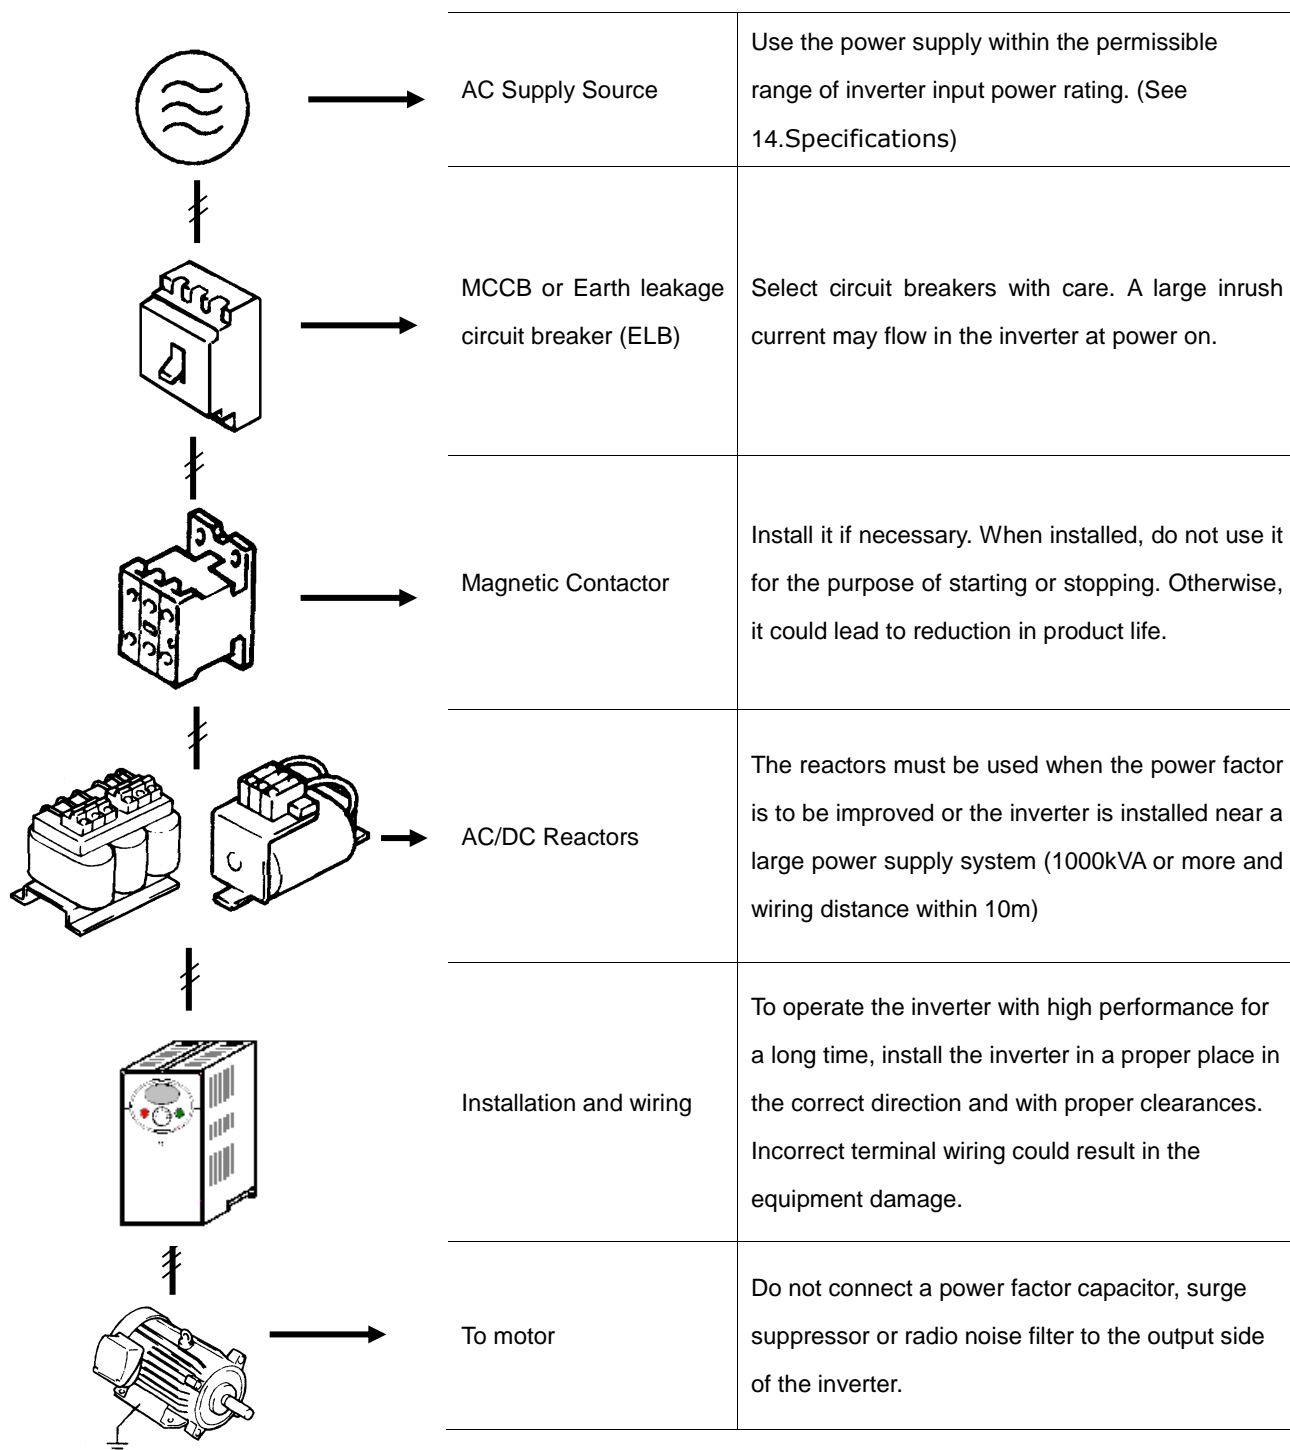 AC Supply Source
Use the power supply within the permissible
range of inverter input power rating. (See
14.Specifications)
MCCB or Earth leakage
circuit breaker (ELB)
Select circuit breakers with care. A large inrush
current may flow in the inverter at power on.
Magnetic Contactor
Install it if necessary. When installed, do not use it
for the purpose of starting or stopping. Otherwise,
it could lead to reduction in product life.
AC/DC Reactors
The reactors must be used when the power factor
is to be improved or the inverter is installed near a
large power supply system (1000kVA or more and
wiring distance within 10m)
Installation and wiring
To operate the inverter with high performance for
a long time, install the inverter in a proper place in
the correct direction and with proper clearances.
Incorrect terminal wiring could result in the
equipment damage.
To motor
Do not connect a power factor capacitor, surge
suppressor or radio noise filter to the output side
of the inverter.